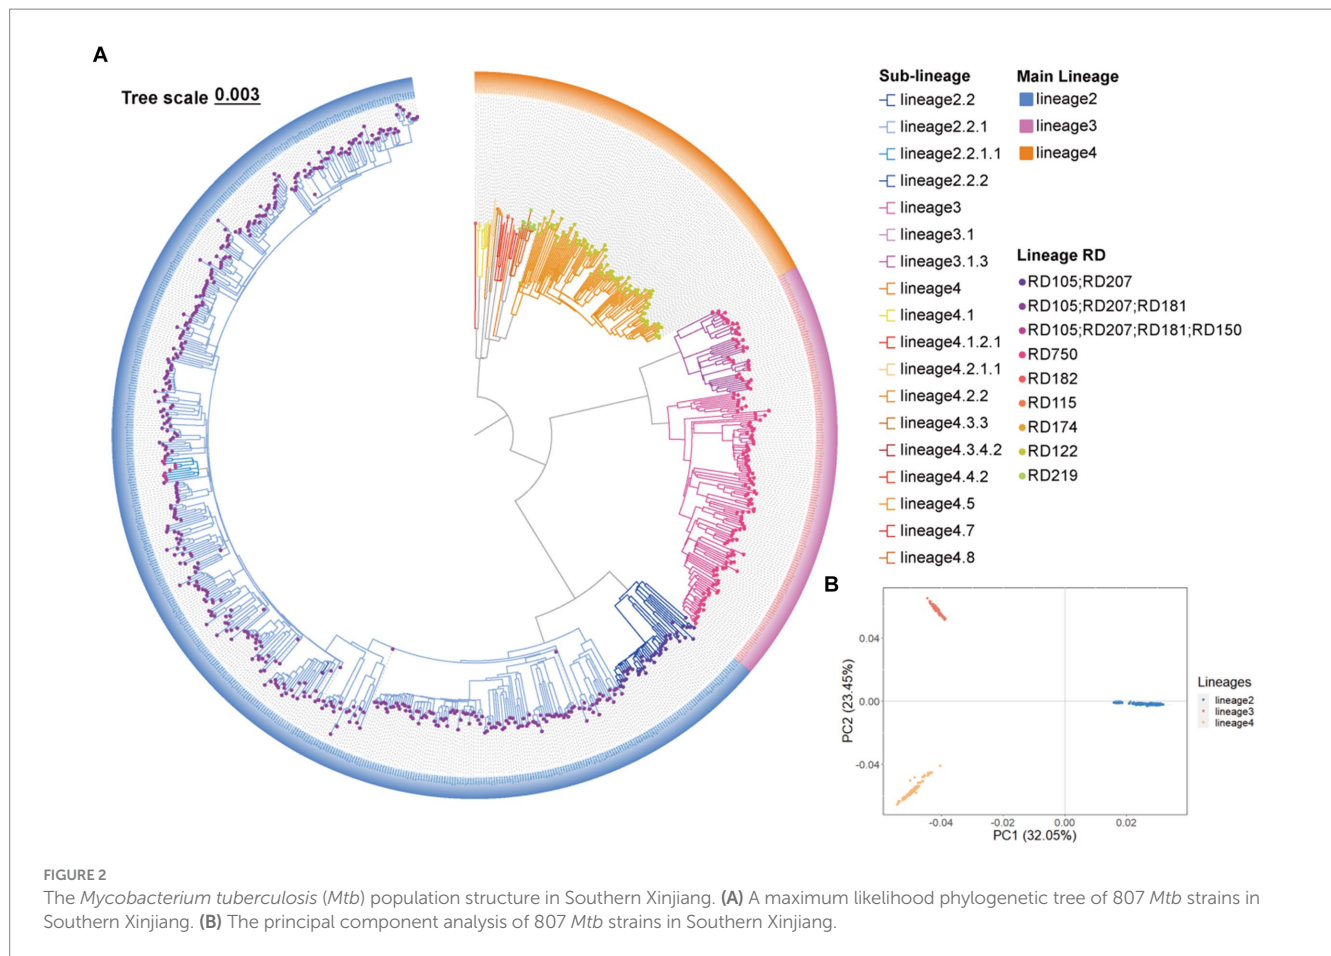 A
Tree scale 0.003
Sub-lineage
lineage2.2
lineage2.2.1
lineage2.2.1.1
lineage2.2.2
lineage3
lineage3.1
lineage3.1.3
lineage4
lineage4.1
lineage4.1.2.1
lineage4.2.1.1
lineage4.2.2
lineage4.3.3
lineage4.3.4.2
lineage4.4.2
lineage4.5
lineage4.7
lineage4.8
Main Lineage
lineage2
lineage3
lineage4
Lineage RD
RD105;RD207
RD105;RD207;RD181
RD105;RD207;RD181;RD150
RD750
RD182
RD115
RD174
RD122
RD219
B
PC2 (23.45%)
0.04
0.00
-0.04
-0.04
-0.02
0.00
0.02
PC1 (32.05%)
Lineages
lineage2
lineage3
lineage4
FIGURE 2
The Mycobacterium tuberculosis (Mtb) population structure in Southern Xinjiang. (A) A maximum likelihood phylogenetic tree of 807 Mtb strains in
Southern Xinjiang. (B) The principal component analysis of 807 Mtb strains in Southern Xinjiang.